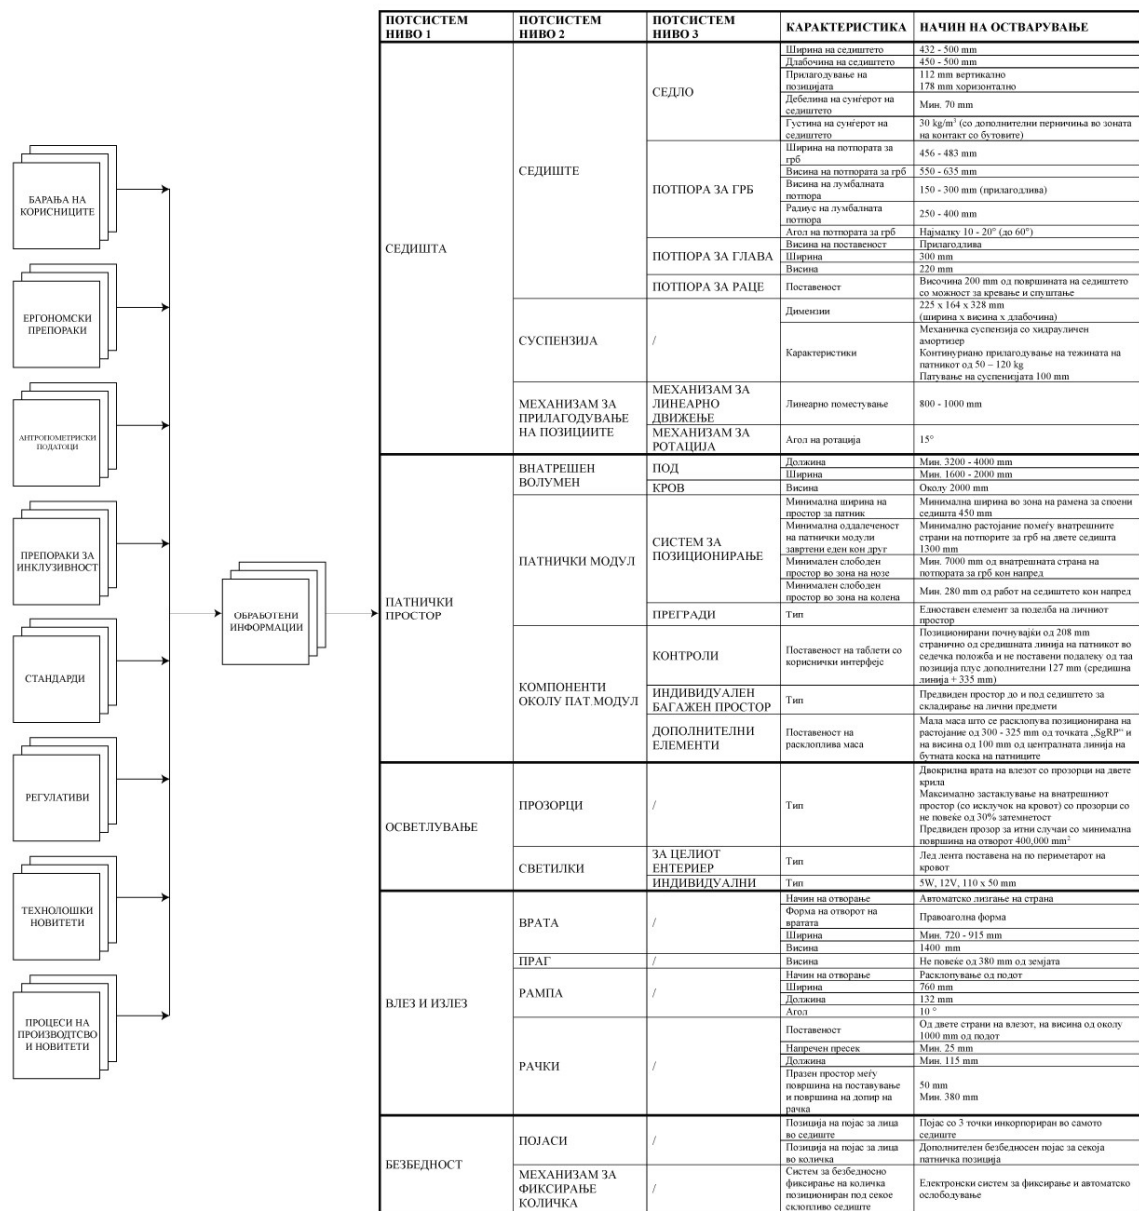 БАРАЊА НА
КОРИСНИЦИТЕ
ЕРГОНОМСКИ
ПРЕПОРАКИ
АНТРОПОМЕТРИСКИ
ПОДАТОЦИ
ПРЕПОРАКИ ЗА
ИНКЛУЗИВНОСТ
СТАНДАРДИ
РЕГУЛАТИВИ
ТЕХНОЛОШКИ
НОВИТЕТИ
ПРОЦЕСИ НА
ПРОИЗВОДТСВО
И НОВИТЕТИ
ОБРАБОТЕНИ
ИНФОРМАЦИИ
ПОТСИСТЕМ
НИВО 1
ПОТСИСТЕМ
НИВО 2
ПОТСИСТЕМ
НИВО 3
КАРАКТЕРИСТИКА
НАЧИН НА ОСТВАРУВАЊЕ
СЕДИШТА
СЕДИШТЕ
СЕДЛО
Ширина на седиштето
432 - 500 mm
Длабочина на седиштето
450 - 500 mm
Прилагодување на
позицијата
112 mm вертикално
178 mm хоризонтално
Дебелина на сунѓерот на
седиштето
Мин. 70 mm
Густина на сунѓерот на
седиштето
30 kg/m³ (со дополнителни перничиња во зоната
на контакт со бутовите)
ПОТПОРА ЗА ГРБ
Ширина на потпората за
грб
456 - 483 mm
Висина на потпората за грб
550 - 635 mm
Висина на лумбалната
потпора
150 - 300 mm (прилагодлива)
Радиус на лумбалната
потпора
250 - 400 mm
Агол на потпората за грб
Најмалку 10 - 20° (до 60°)
ПОТПОРА ЗА ГЛАВА
Висина на поставеност
Прилагодлива
Ширина
300 mm
Висина
220 mm
ПОТПОРА ЗА РАЦЕ
Поставеност
Височина 200 mm од површината на седиштето
со можност за кревање и спуштање
СУСПЕНЗИЈА
/
Димензии
225 x 164 x 328 mm
(ширина x висина x длабочина)
Карактеристики
Механичка суспензија со хидрауличен
амортизер
Континуирано прилагодување на тежината на
патникот од 50 – 120 kg
Патување на суспензијата 100 mm
МЕХАНИЗАМ ЗА
ПРИЛАГОДУВАЊЕ
НА ПОЗИЦИИТЕ
МЕХАНИЗАМ ЗА
ЛИНЕАРНО
ДВИЖЕЊЕ
Линеарно поместување
800 - 1000 mm
МЕХАНИЗАМ ЗА
РОТАЦИЈА
Агол на ротација
15°
ПАТНИЧКИ
ПРОСТОР
ВНАТРЕШЕН
ВОЛУМЕН
ПОД
Должина
Мин. 3200 - 4000 mm
Ширина
Мин. 1600 - 2000 mm
КРОВ
Висина
Околу 2000 mm
ПАТНИЧКИ МОДУЛ
СИСТЕМ ЗА
ПОЗИЦИОНИРАЊЕ
Минимална ширина на
простор за патник
Минимална ширина во зона на рамена за споени
седишта 450 mm
Минимална оддалеченост
на патнички модули
завртени еден кон друг
Минимално растојание помеѓу внатрешните
страни на потпорите за грб на двете седишта
1300 mm
Минимален слободен
простор во зона на нозе
Мин. 7000 mm од внатрешната страна на
потпората за грб кон напред
Минимален слободен
простор во зона на колена
Мин. 280 mm од работ на седиштето кон напред
ПРЕГРАДИ
Тип
Едноставен елемент за поделба на личниот
простор
КОМПОНЕНТИ
ОКОЛУ ПАТ.МОДУЛ
КОНТРОЛИ
Поставеност на таблети со
кориснички интерфејс
Позиционирани почнувајќи од 208 mm
странично од средишната линија на патникот во
седечка положба и не поставени подалеку од таа
позиција плус дополнителни 127 mm (средишна
линија + 335 mm)
ИНДИВИДУАЛЕН
БАГАЖЕН ПРОСТОР
Тип
Предвиден простор до и под седиштето за
складирање на лични предмети
ДОПОЛНИТЕЛНИ
ЕЛЕМЕНТИ
Поставеност на
расклоплива маса
Мала маса што се расклопува позиционирана на
растојание од 300 - 325 mm од точката „SgRP“ и
на висина од 100 mm од централната линија на
бутната коска на патниците
ОСВЕТЛУВАЊЕ
ПРОЗОРЦИ
/
Тип
Двокрилна врата на влезот со прозорци на двете
крила
Максимално застаклување на внатрешниот
простор (со исклучок на кровот) со прозорци со
не повеќе од 30% затемнетост
Предвиден прозор за итни случаи со минимална
површина на отворот 400,000 mm²
СВЕТИЛКИ
ЗА ЦЕЛИОТ
ЕНТЕРИЕР
Тип
Лед лента поставена на по периметарот на
кровот
ИНДИВИДУАЛНИ
Тип
5W, 12V, 110 x 50 mm
ВЛЕЗ И ИЗЛЕЗ
ВРАТА
/
Начин на отворање
Автоматско лизгање на страна
Форма на отворот на
вратата
Правоаголна форма
Ширина
Мин. 720 - 915 mm
Висина
1400 mm
ПРАГ
/
Висина
Не повеќе од 380 mm од земјата
РАМПА
/
Начин на отворање
Расклопување од подот
Ширина
760 mm
Должина
132 mm
Агол
10 °
РАЧКИ
/
Поставеност
Од двете страни на влезот, на висина од околу
1000 mm од подот
Напречен пресек
Мин. 25 mm
Должина
Мин. 115 mm
Празен простор меѓу
површина на поставување
и површина на допир на
рачка
50 mm
Мин. 380 mm
БЕЗБЕДНОСТ
ПОЈАСИ
/
Позиција на појас за лица
во седиште
Појас со 3 точки инкорпориран во самото
седиште
Позиција на појас за лица
во количка
Дополнителен безбедносен појас за секоја
патничка позиција
МЕХАНИЗАМ ЗА
ФИКСИРАЊЕ
КОЛИЧКА
/
Систем за безбедносно
фиксирање на количка
позициониран под секое
склопливо седиште
Електронски систем за фиксирање и автоматско
ослободување